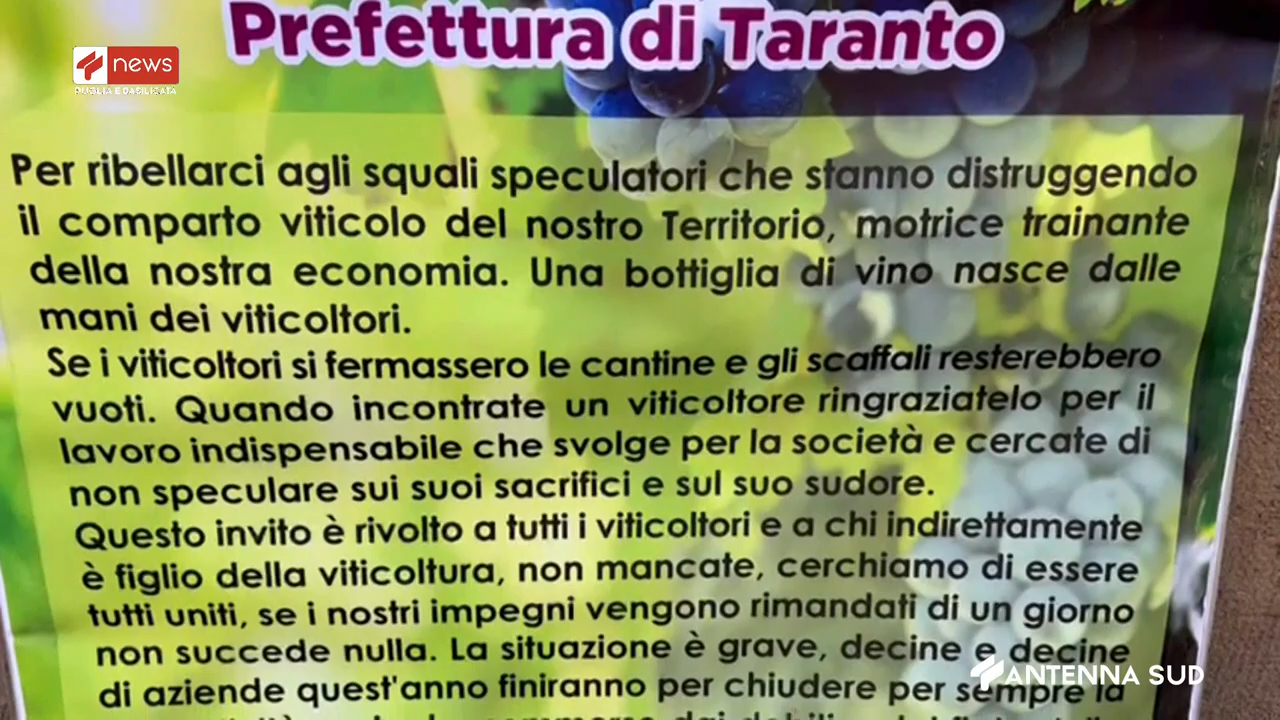 Prefettura di Taranto
news
PUGLIA E BASILICATA
Per ribellarci agli squali speculatori che stanno distruggendo
il comparto viticolo del nostro Territorio, motrice trainante
della nostra economia. Una bottiglia di vino nasce dalle
mani dei viticoltori.
Se i viticoltori si fermassero le cantine e gli scaffali resterebbero
vuoti. Quando incontrate un viticoltore ringraziatelo per il
lavoro indispensabile che svolge per la società e cercate di
non speculare sui suoi sacrifici e sul suo sudore.
Questo invito è rivolto a tutti i viticoltori e a chi indirettamente
è figlio della viticoltura, non mancate, cerchiamo di essere
tutti uniti, se i nostri impegni vengono rimandati di un giorno
non succede nulla. La situazione è grave, decine e decine
di aziende quest'anno finiranno per chiudere per sempre la
ANTENNA SUD